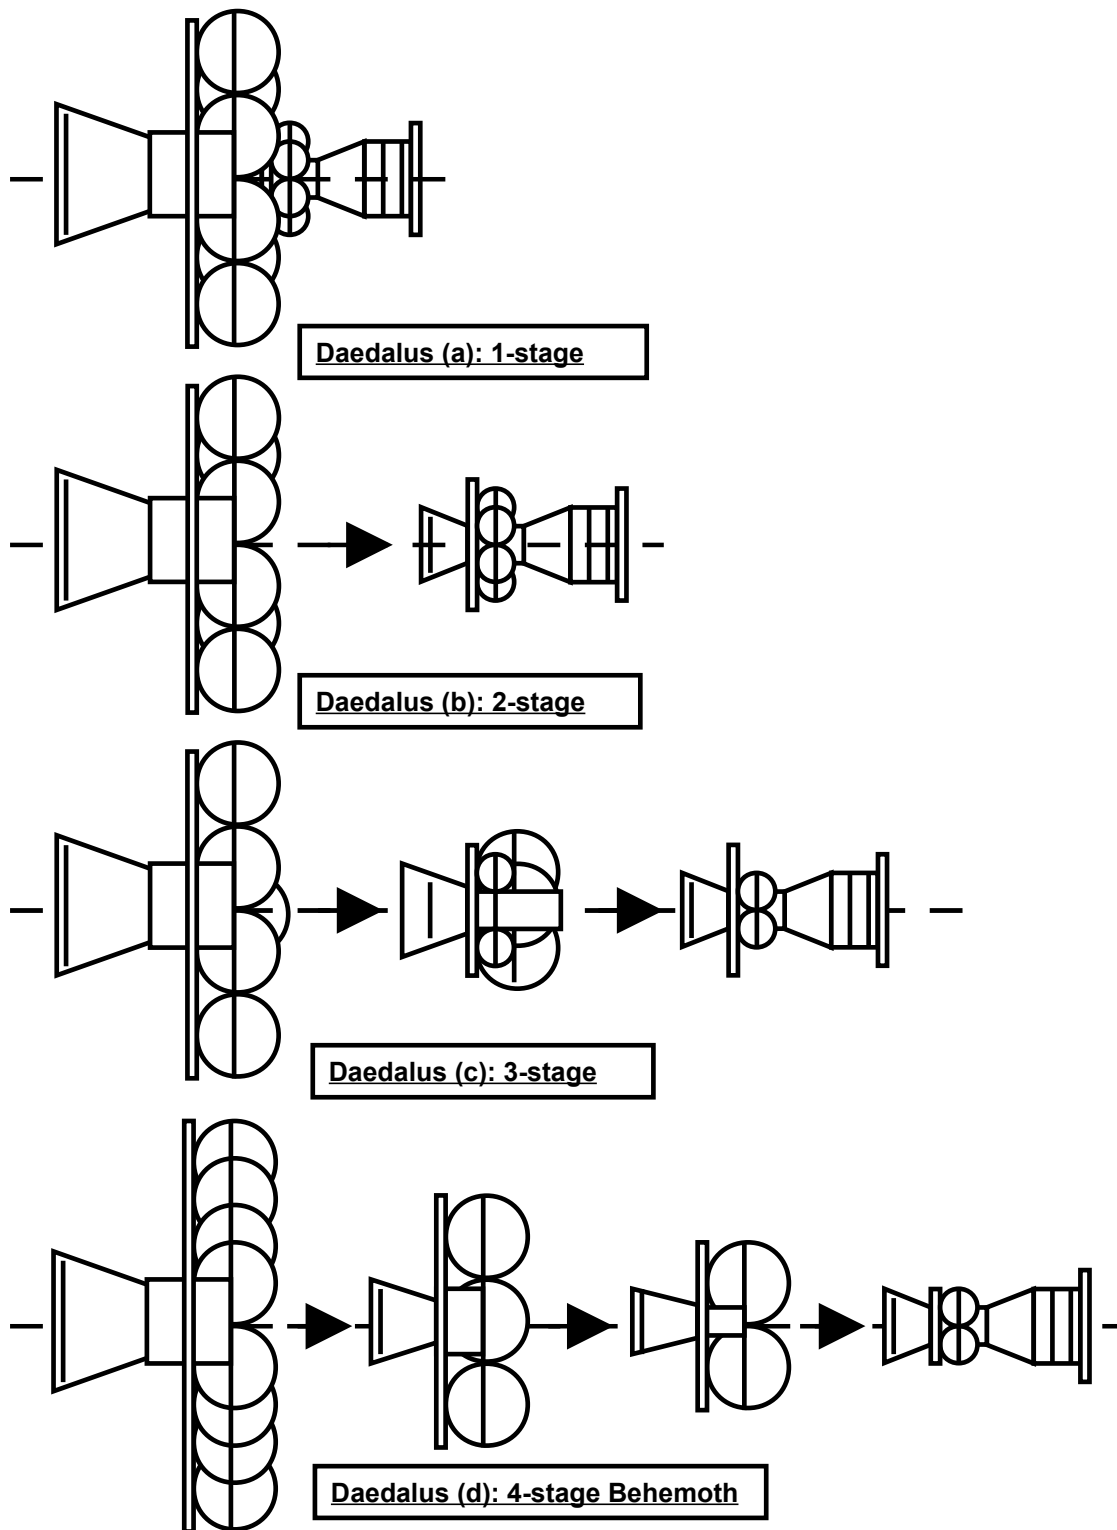 Daedalus (a): 1-stage
Daedalus (b): 2-stage
Daedalus (c): 3-stage
Daedalus (d): 4-stage Behemoth